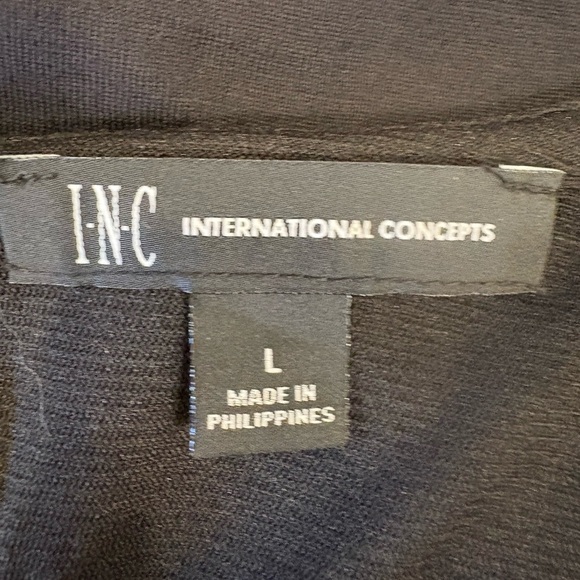 I·N·C INTERNATIONAL CONCEPTS
L
MADE IN
PHILIPPINES